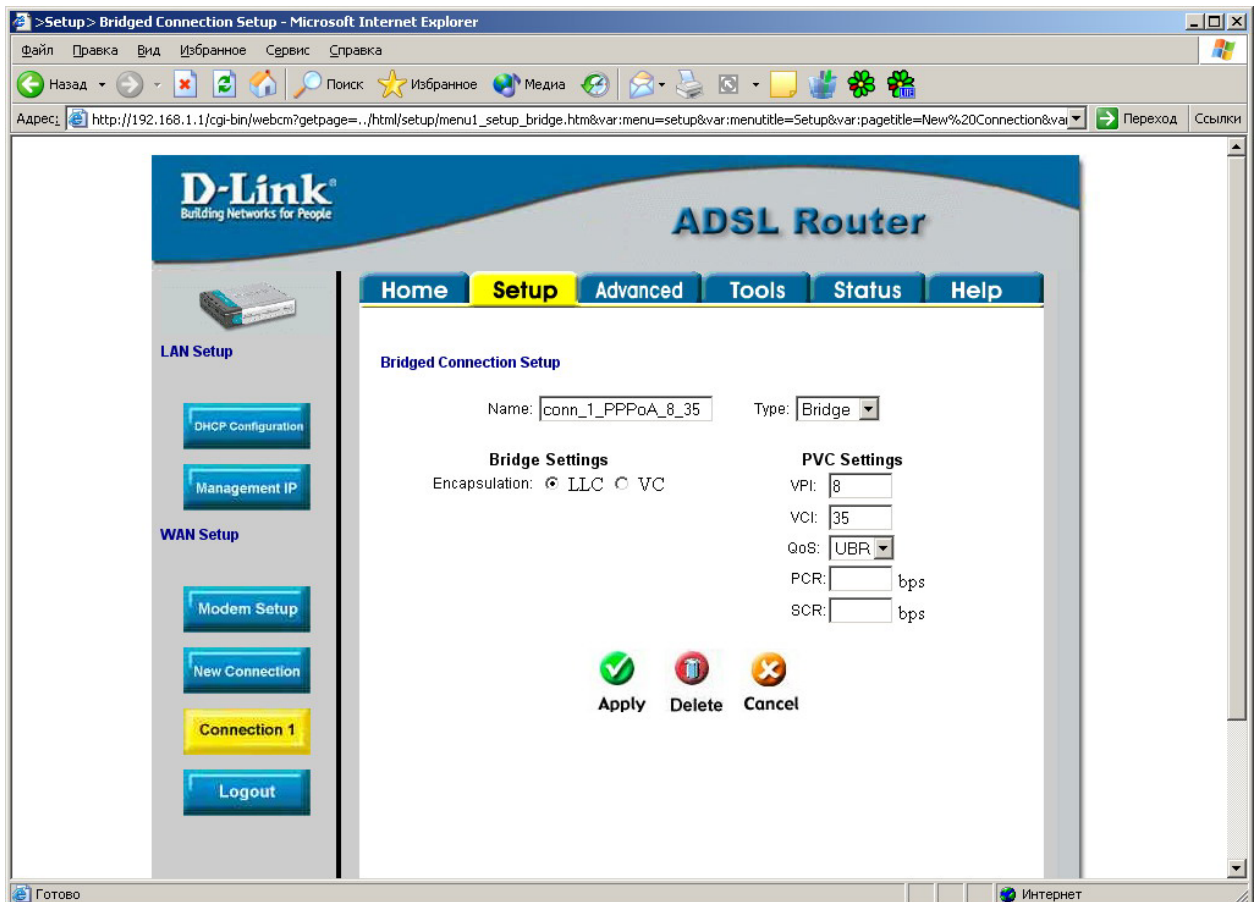 >Setup> Bridged Connection Setup - Microsoft Internet Explorer
Файл Правка Вид Избранное Сервис Справка
Назад Поиск Избранное Медиа
Адрес: http://192.168.1.1/cgi-bin/webcm?getpage=../html/setup/menu1_setup_bridge.htm&var:menu=setup&var:menutitle=Setup&var:pagetitle=New%20Connection&va Переход Ссылки
D-Link®
Building Networks for People
ADSL Router
Home Setup Advanced Tools Status Help
LAN Setup
DHCP Configuration
Management IP
WAN Setup
Modem Setup
New Connection
Connection 1
Logout
Bridged Connection Setup
Name: conn_1_PPPoA_8_35 Type: Bridge
Bridge Settings
Encapsulation: LLC VC
PVC Settings
VPI: 8
VCI: 35
QoS: UBR
PCR: bps
SCR: bps
Apply Delete Cancel
Готово Интернет